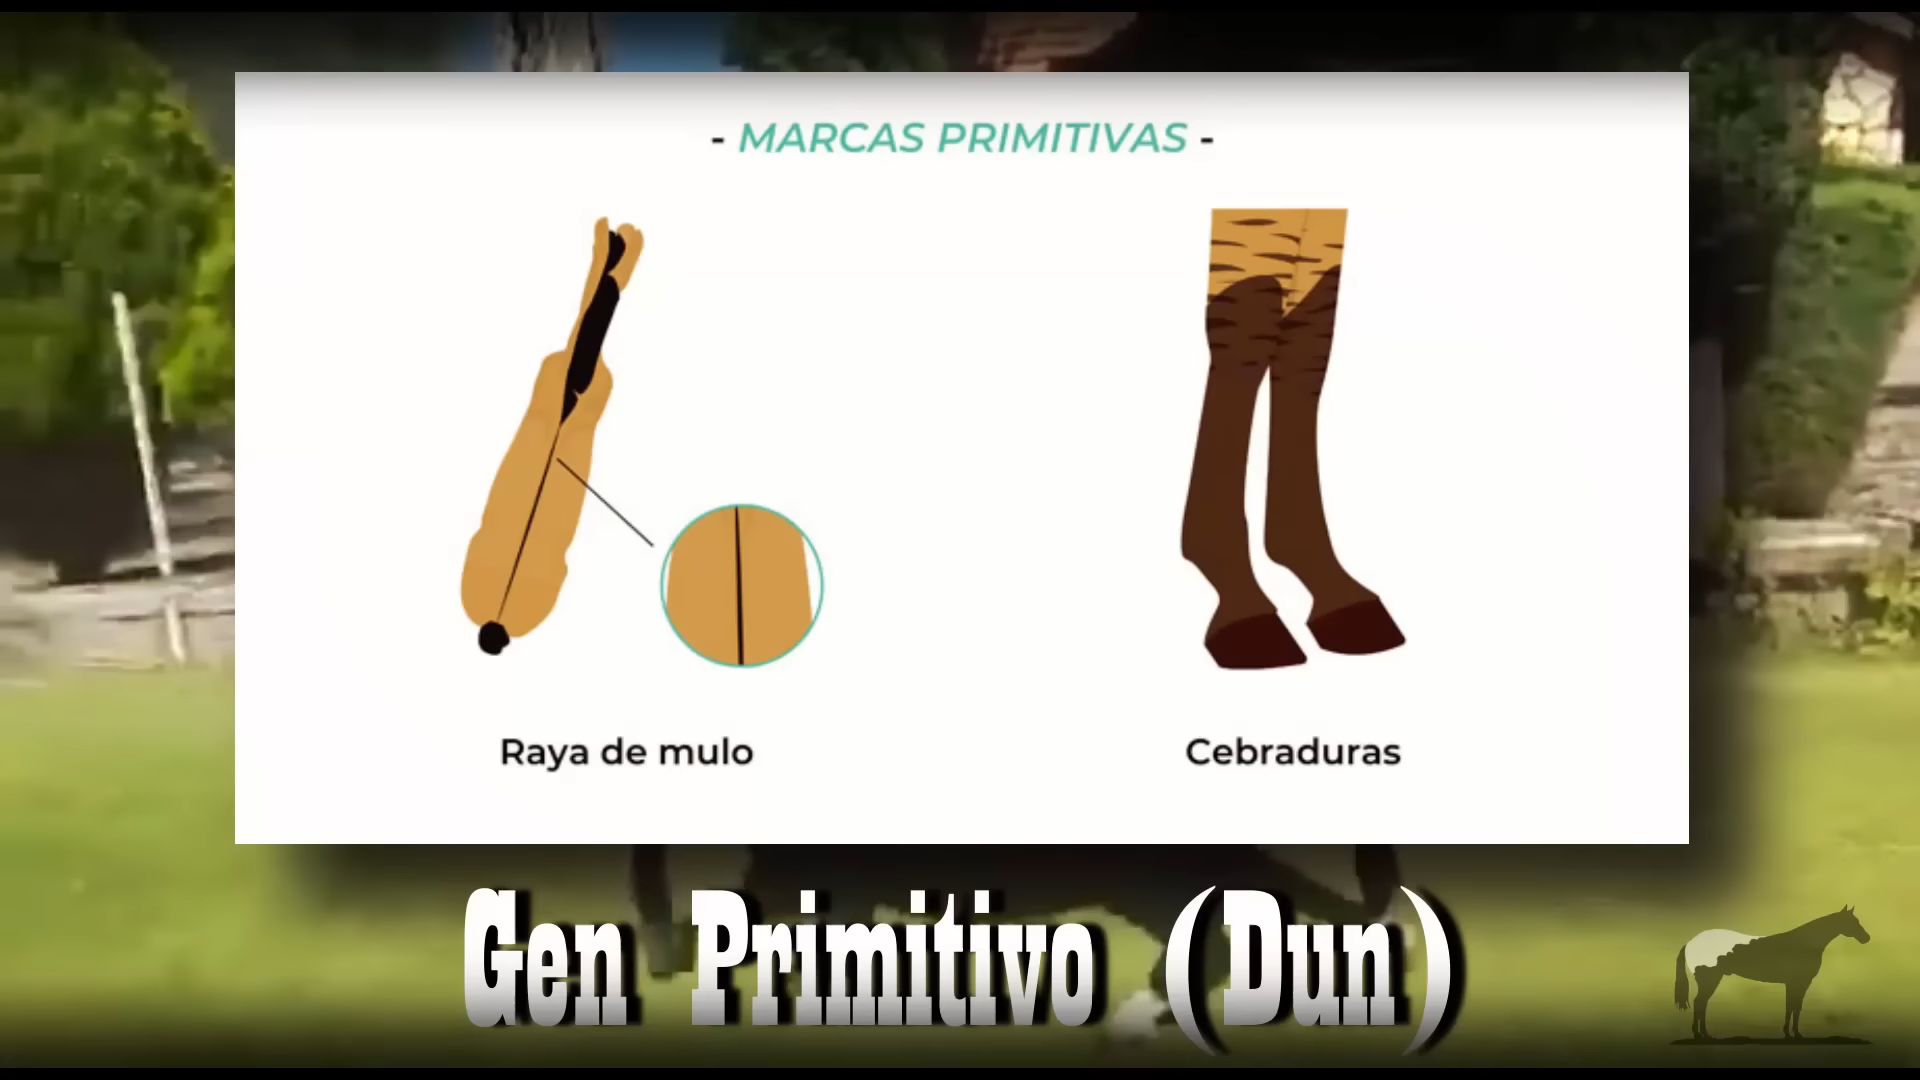 - MARCAS PRIMITIVAS -
Raya de mulo
Cebraduras
Gen Primitivo (Dun)